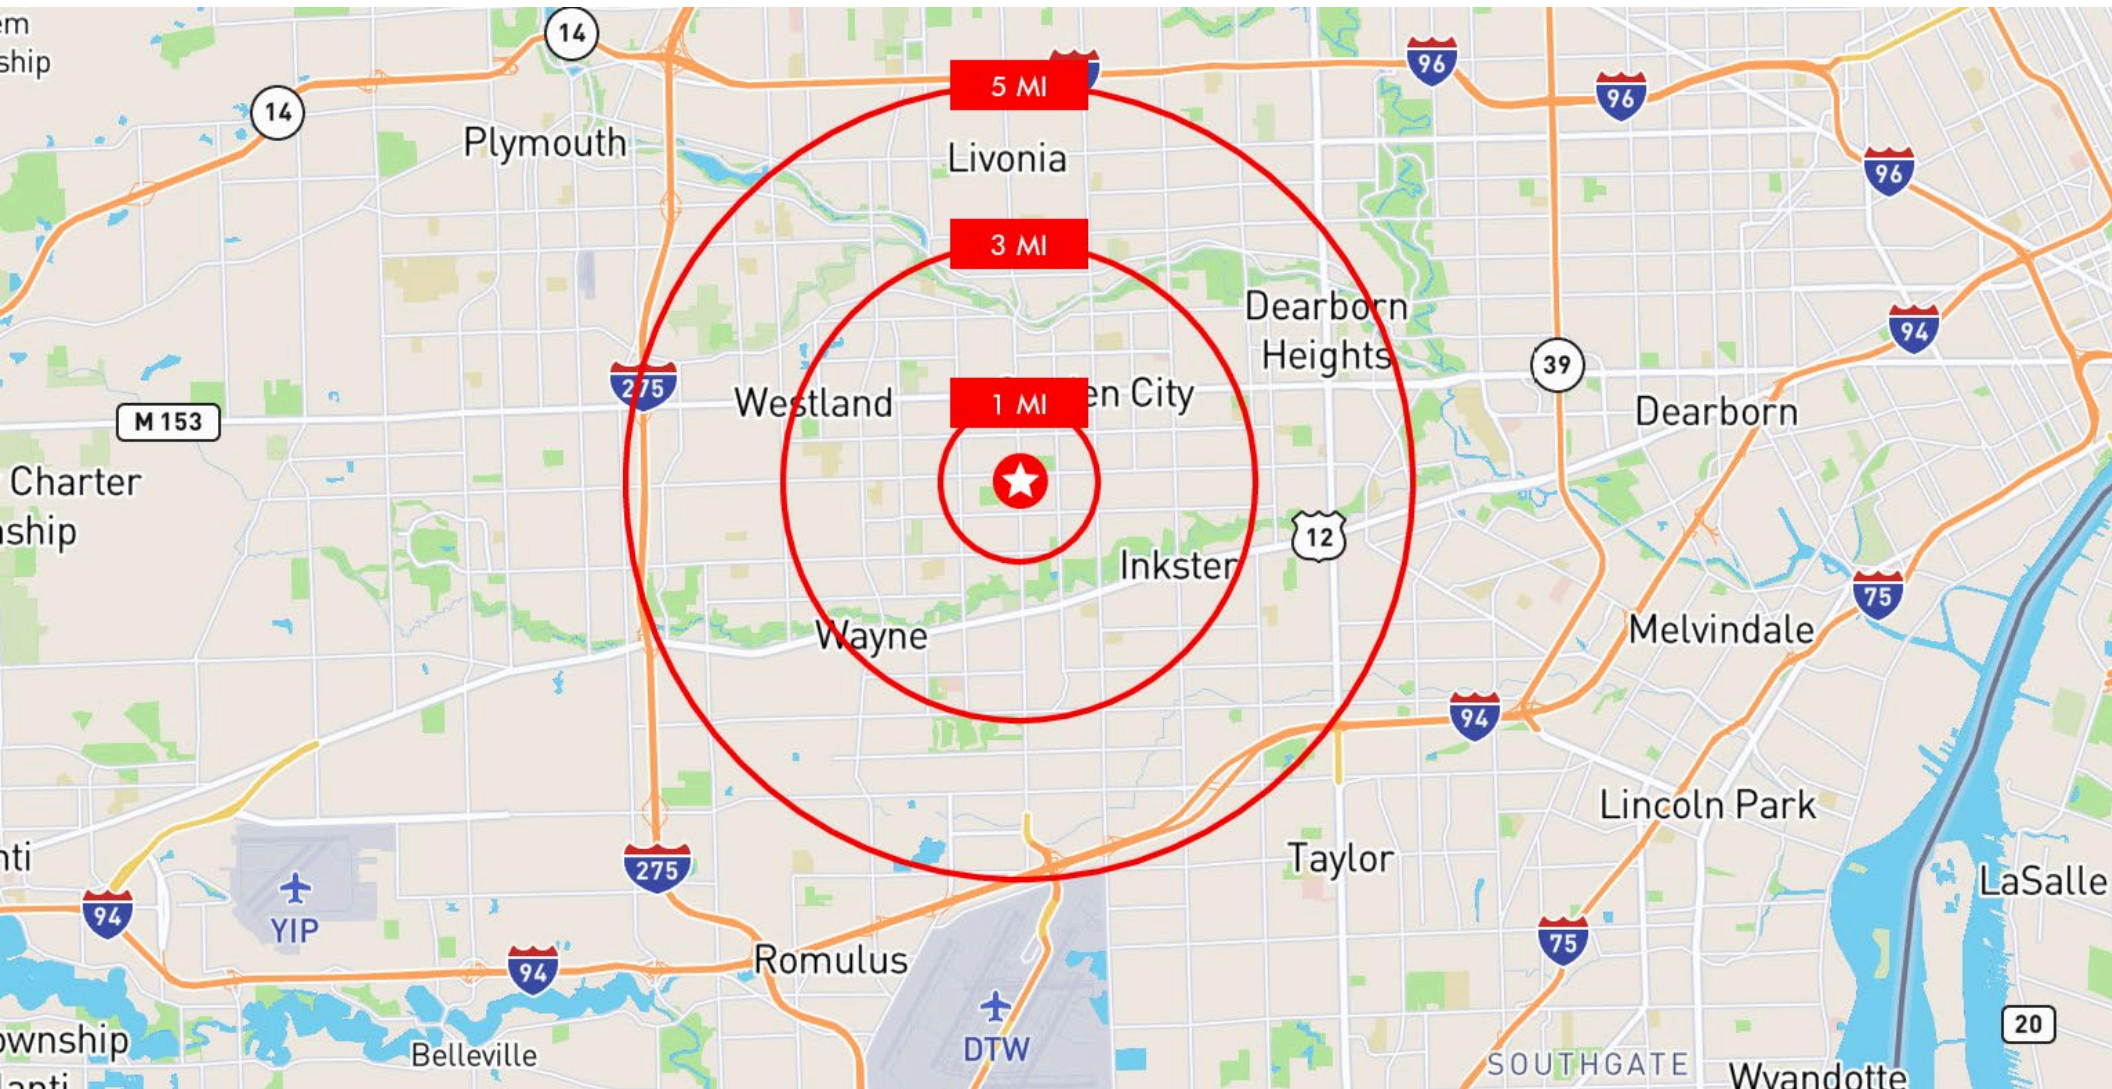 em
ship
14
96
5 MI
96
14
Plymouth
Livonia
96
3 MI
Dearborn
Heights
94
39
275
Westland
1 MI
en City
M 153
Dearborn
Charter
ship
12
Inkster
75
Wayne
Melvindale
94
Lincoln Park
nti
275
Taylor
LaSalle
94
YIP
75
Romulus
94
DTW
20
ownship
Belleville
SOUTHGATE
Wyandotte
lanti